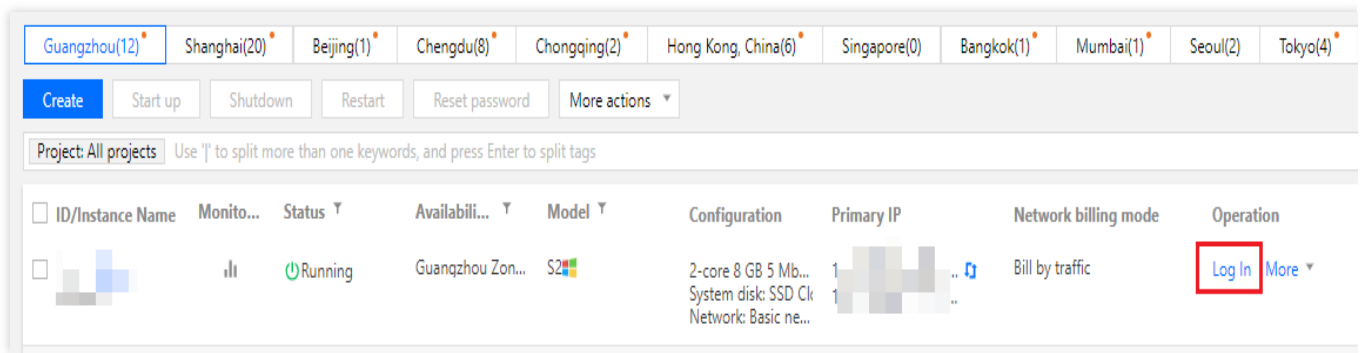 Guangzhou(12) Shanghai(20) Beijing(1) Chengdu(8) Chongqing(2) Hong Kong, China(6) Singapore(0) Bangkok(1) Mumbai(1) Seoul(2) Tokyo(4)
Create Start up Shutdown Restart Reset password More actions
Project: All projects Use '|' to split more than one keywords, and press Enter to split tags
ID/Instance Name Monito... Status Availabili... Model Configuration Primary IP Network billing mode Operation
Running Guangzhou Zon... S2 2-core 8 GB 5 Mb... 1 ... Bill by traffic Log In More
System disk: SSD Clo 1 ...
Network: Basic ne...